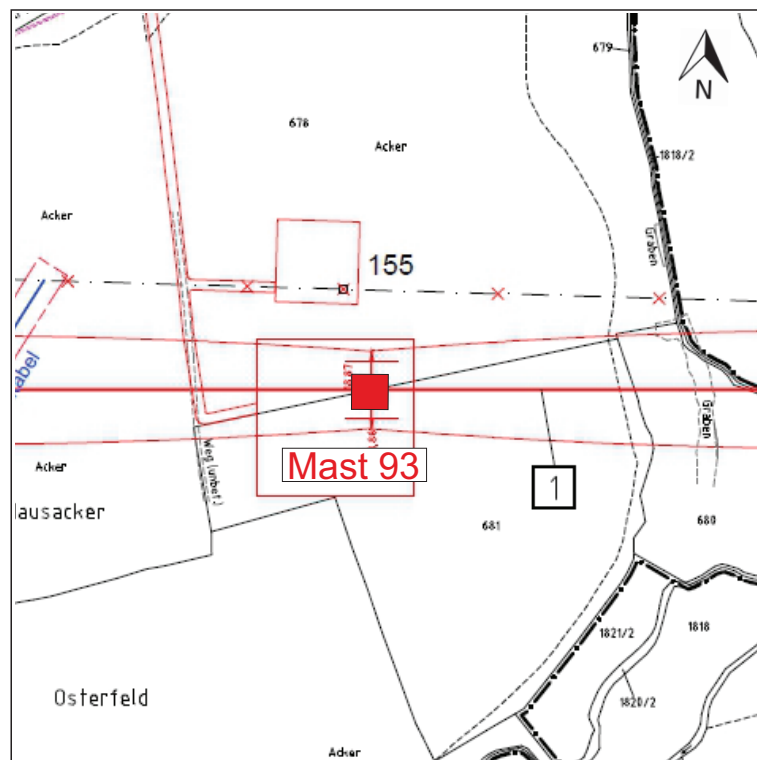 679
N
678
1818/2
Acker
Acker
Graben
155
Graben
Weg (unbef.)
Mast 93
1
Acker
lausacker
681
680
1821/2
1818
Osterfeld
1820/2
Acker